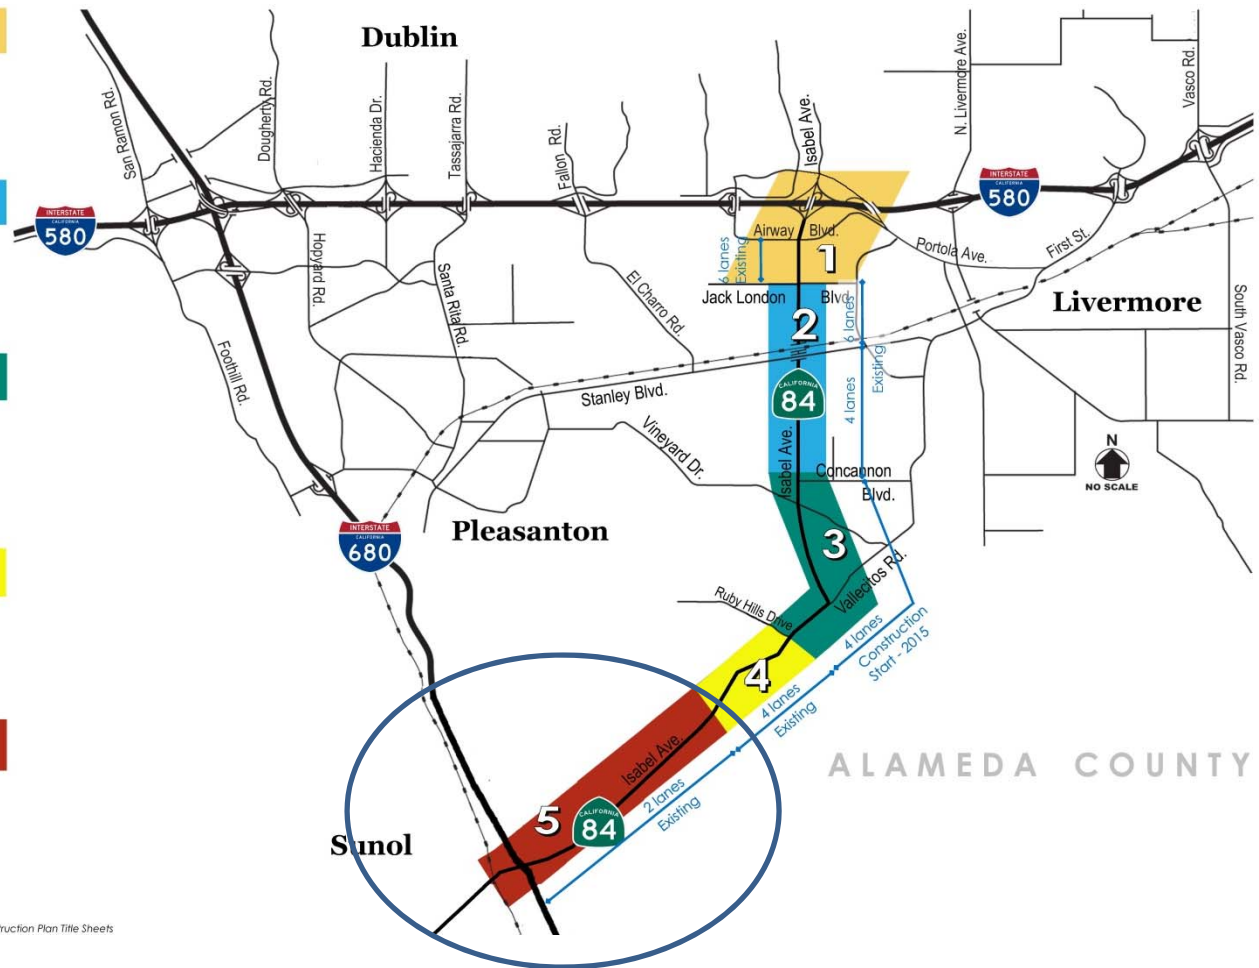 Dublin
San Ramon Rd.
Dougherty Rd.
Hacienda Dr.
Tassajarra Rd.
Fallon Rd.
Isabel Ave.
N. Livermore Ave.
Vasco Rd.
INTERSTATE
CALIFORNIA
580
INTERSTATE
CALIFORNIA
580
Airway Blvd.
1
6 lanes
Existing
Portola Ave.
First St.
Hopyard Rd.
Santa Rita Rd.
El Charro Rd.
Jack London Blvd.
Livermore
South Vasco Rd.
2
6 lanes
Existing
4 lanes
Foothill Rd.
Stanley Blvd.
CALIFORNIA
84
Vineyard Dr.
Isabel Ave.
Concannon
Blvd.
N
NO SCALE
Pleasanton
INTERSTATE
CALIFORNIA
680
3
Vallecitos Rd.
Ruby Hills Drive
4 lanes
Construction
Start - 2015
4
4 lanes
Existing
Isabel Ave.
ALAMEDA COUNTY
2 lanes
Existing
5
CALIFORNIA
84
Sunol
ruction Plan Title Sheets